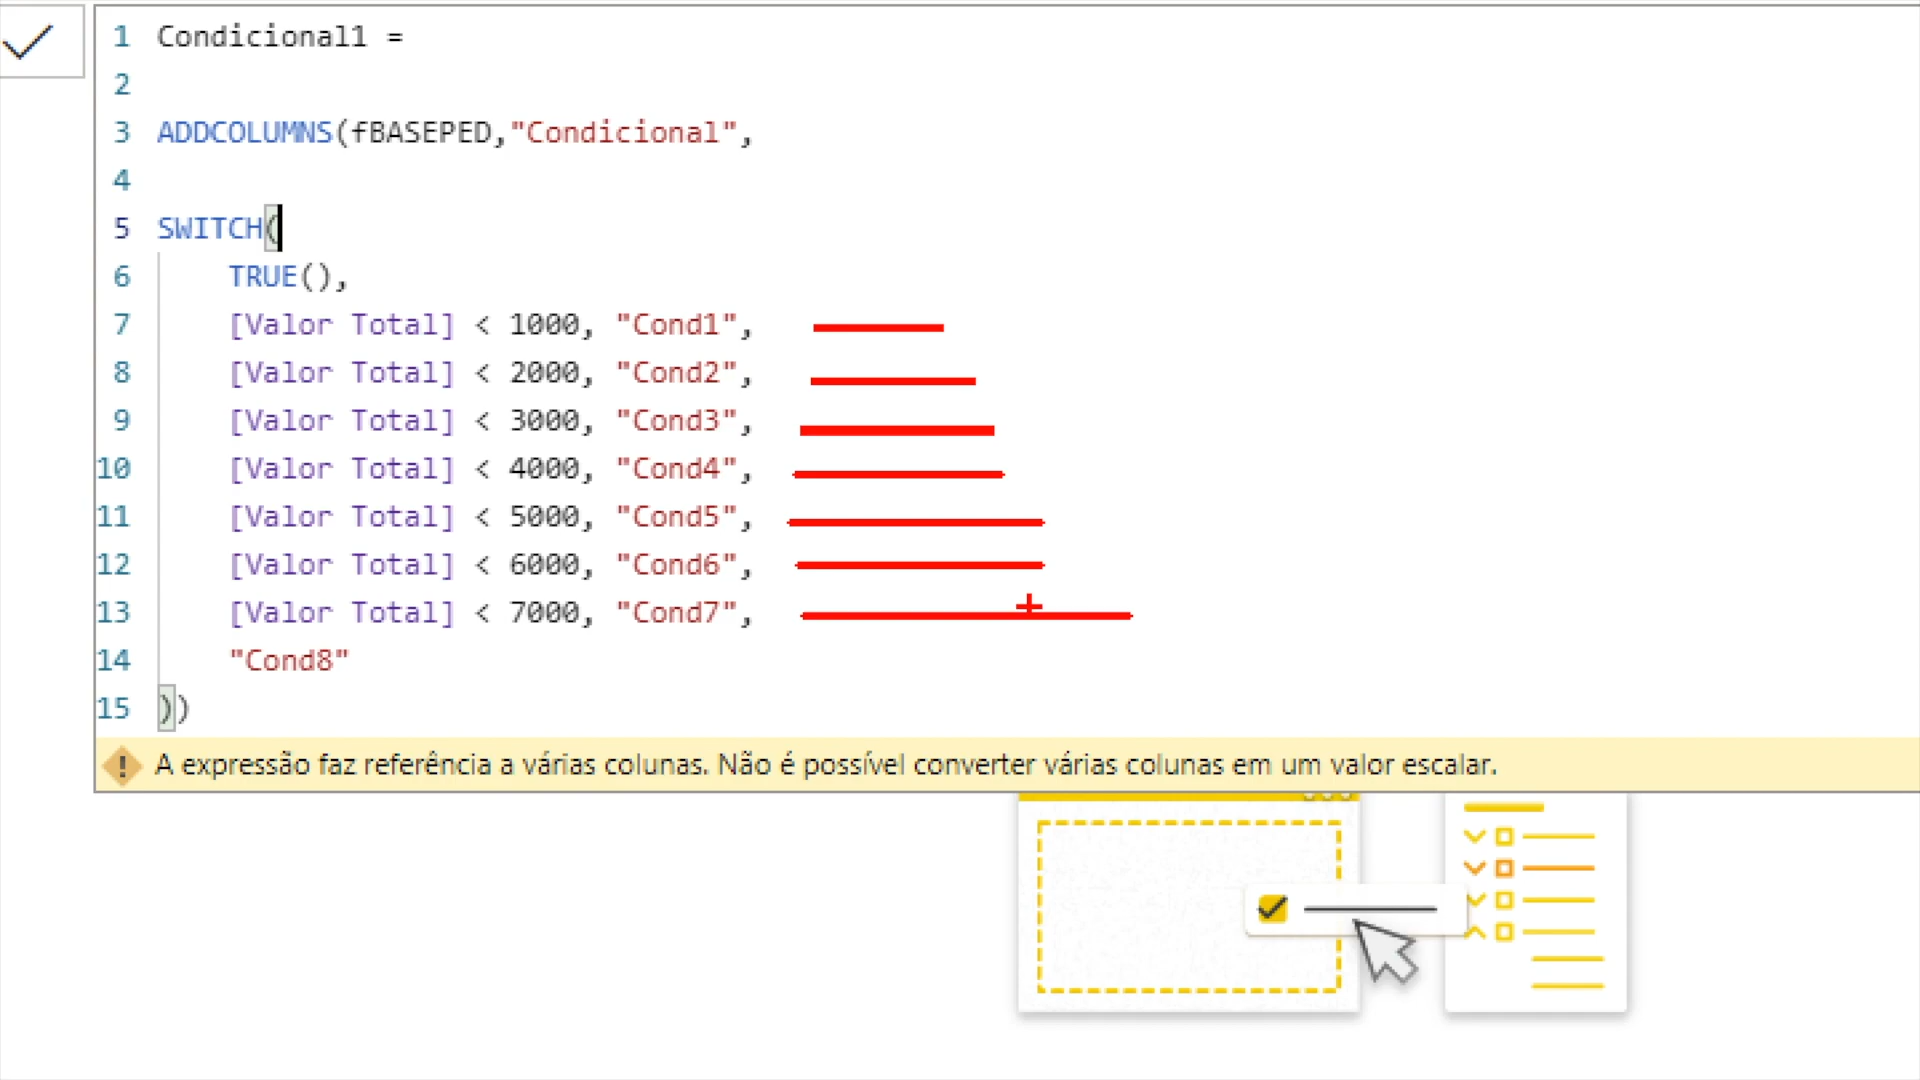 1 Condicional1 =
2
3 ADDCOLUMNS(fBASEPED,"Condicional",
4
5 SWITCH(
6 TRUE(),
7 [Valor Total] < 1000, "Cond1",
8 [Valor Total] < 2000, "Cond2",
9 [Valor Total] < 3000, "Cond3",
10 [Valor Total] < 4000, "Cond4",
11 [Valor Total] < 5000, "Cond5",
12 [Valor Total] < 6000, "Cond6",
13 [Valor Total] < 7000, "Cond7",
14 "Cond8"
15 ))
A expressão faz referência a várias colunas. Não é possível converter várias colunas em um valor escalar.